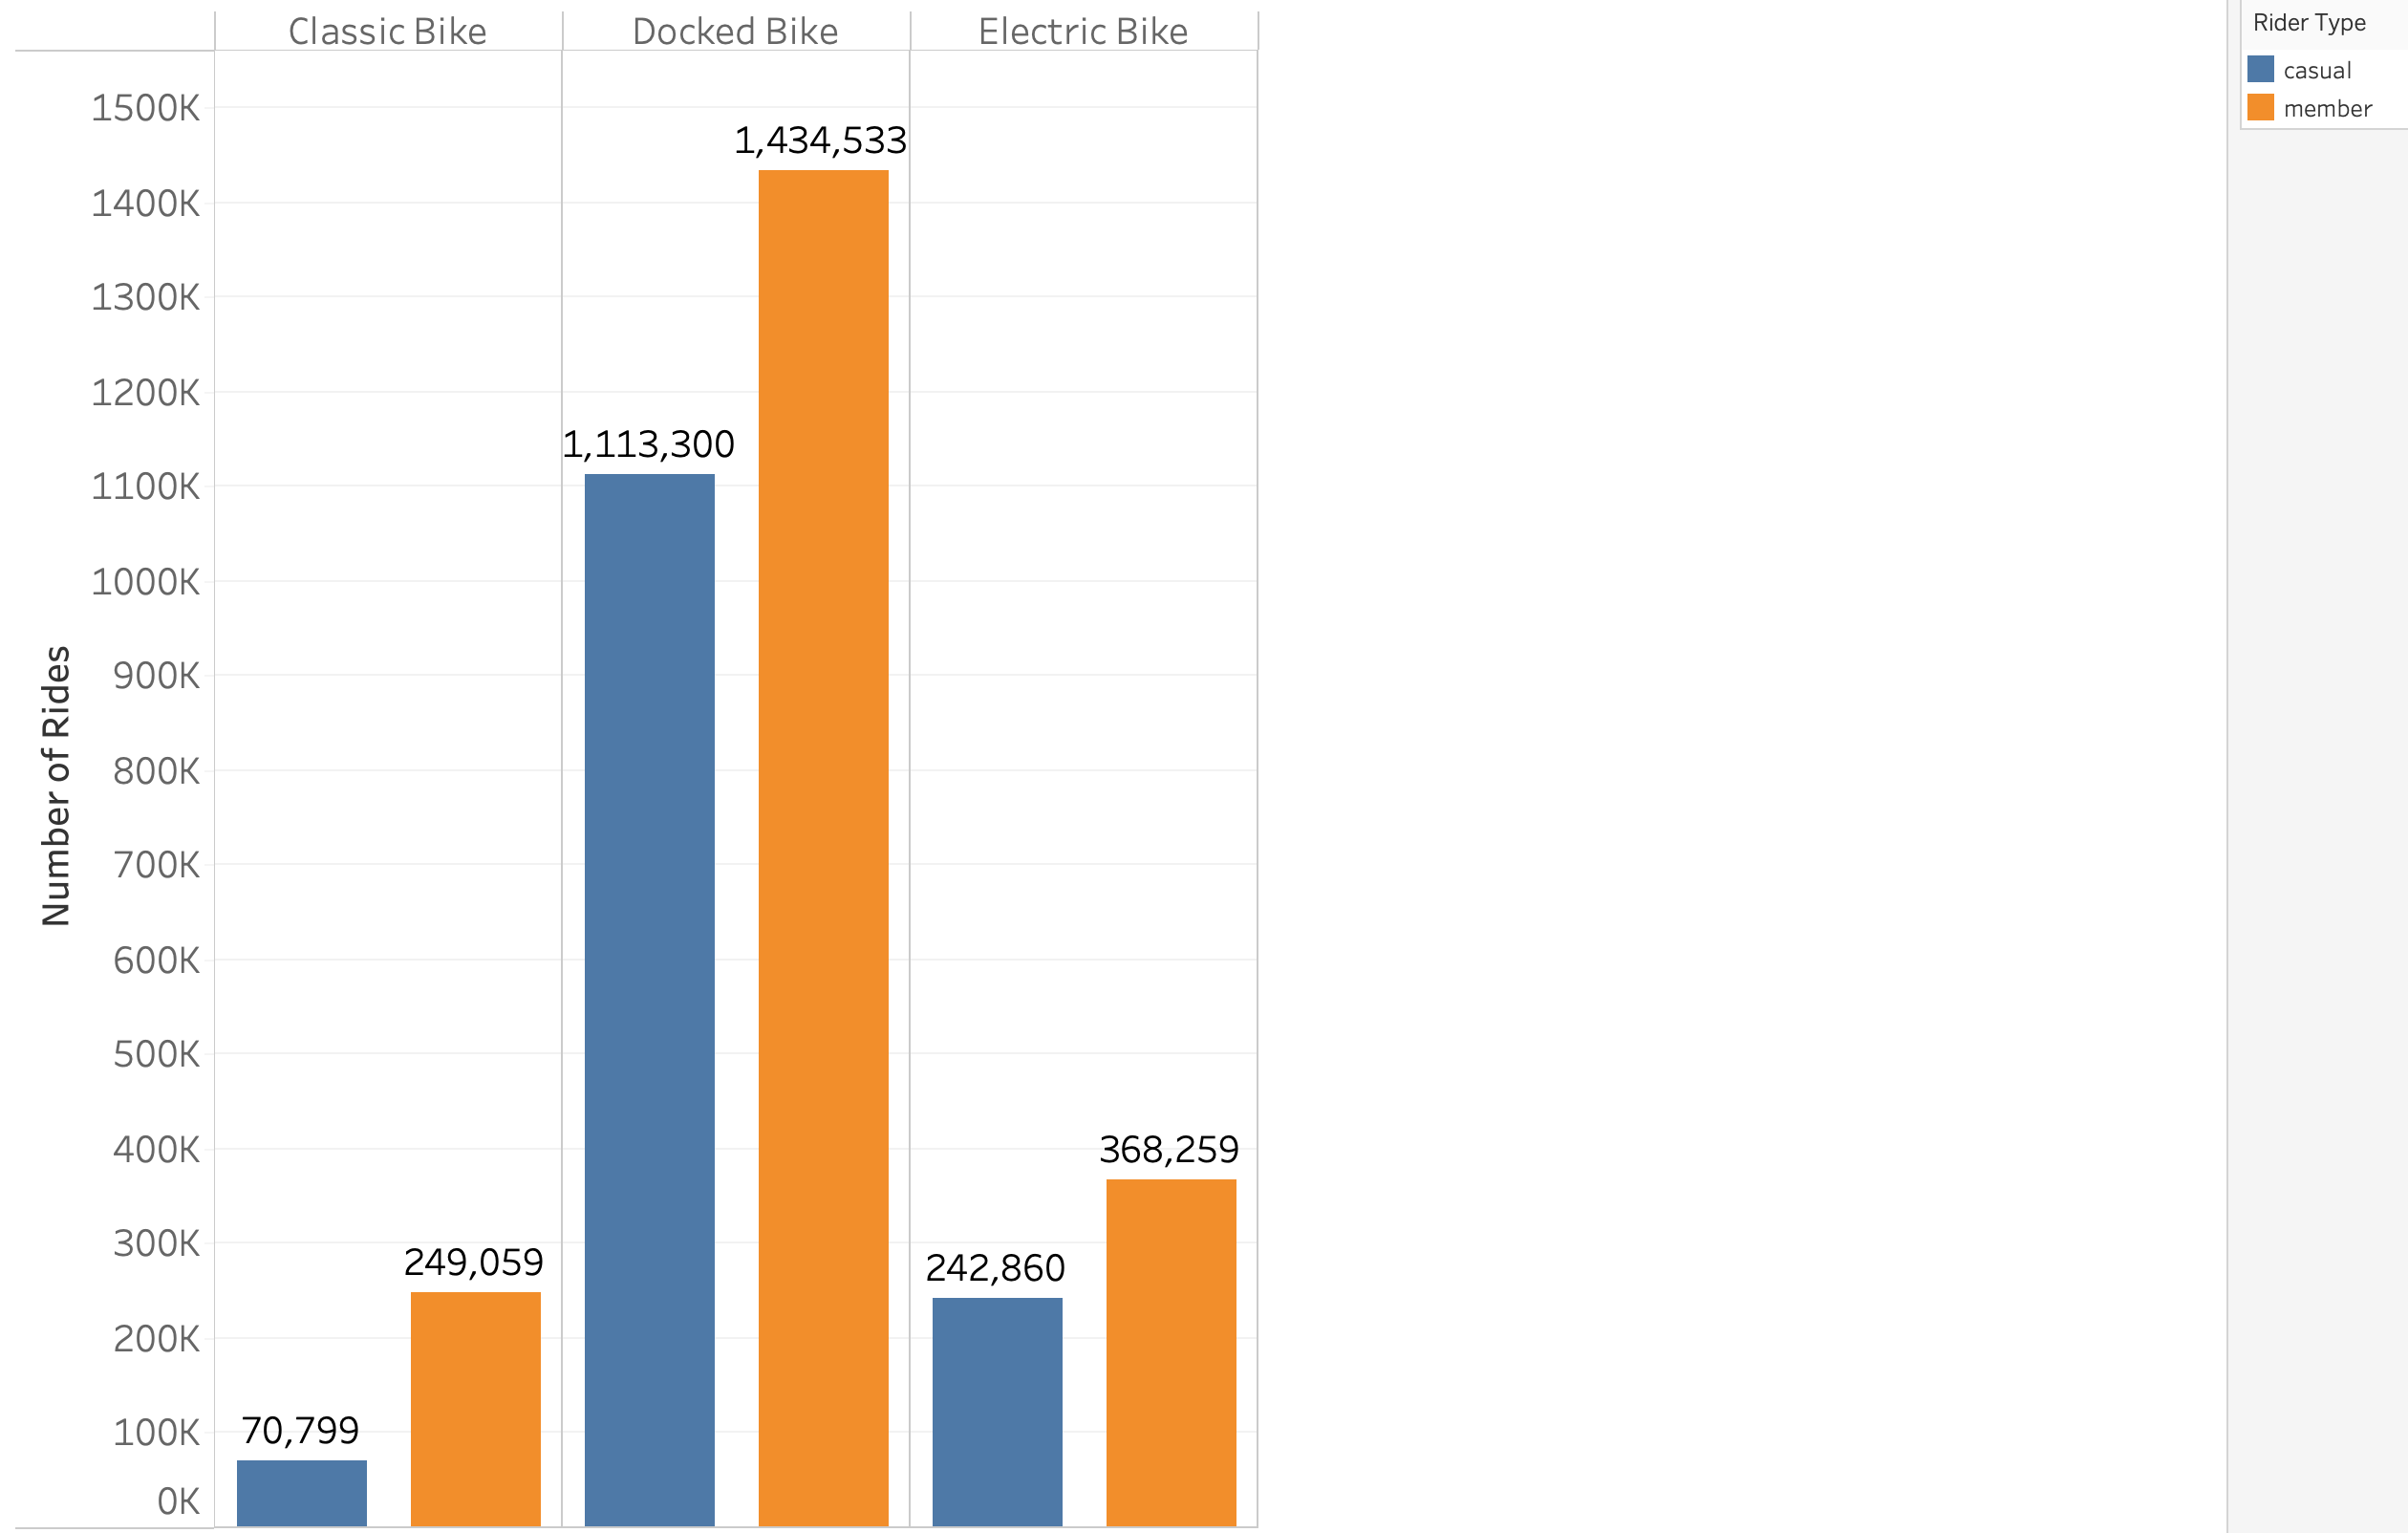 Classic Bike Docked Bike Electric Bike
Rider Type
casual
member
1500K
1400K
1300K
1200K
1100K
1000K
900K
800K
700K
600K
500K
400K
300K
200K
100K
0K
Number of Rides
70,799
249,059
1,113,300
1,434,533
242,860
368,259